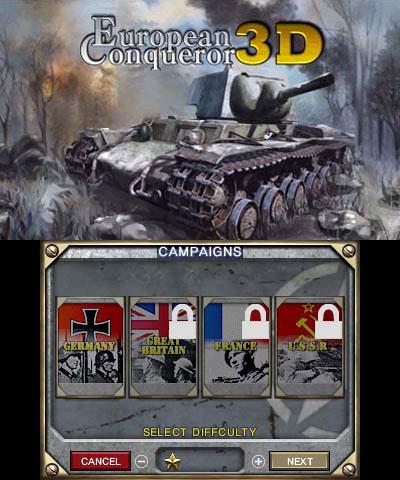 European
Conqueror 3D
CAMPAIGNS
GERMANY
GREAT
BRITAIN
FRANCE
U·S·S·R
SELECT DIFFCULTY
CANCEL
NEXT